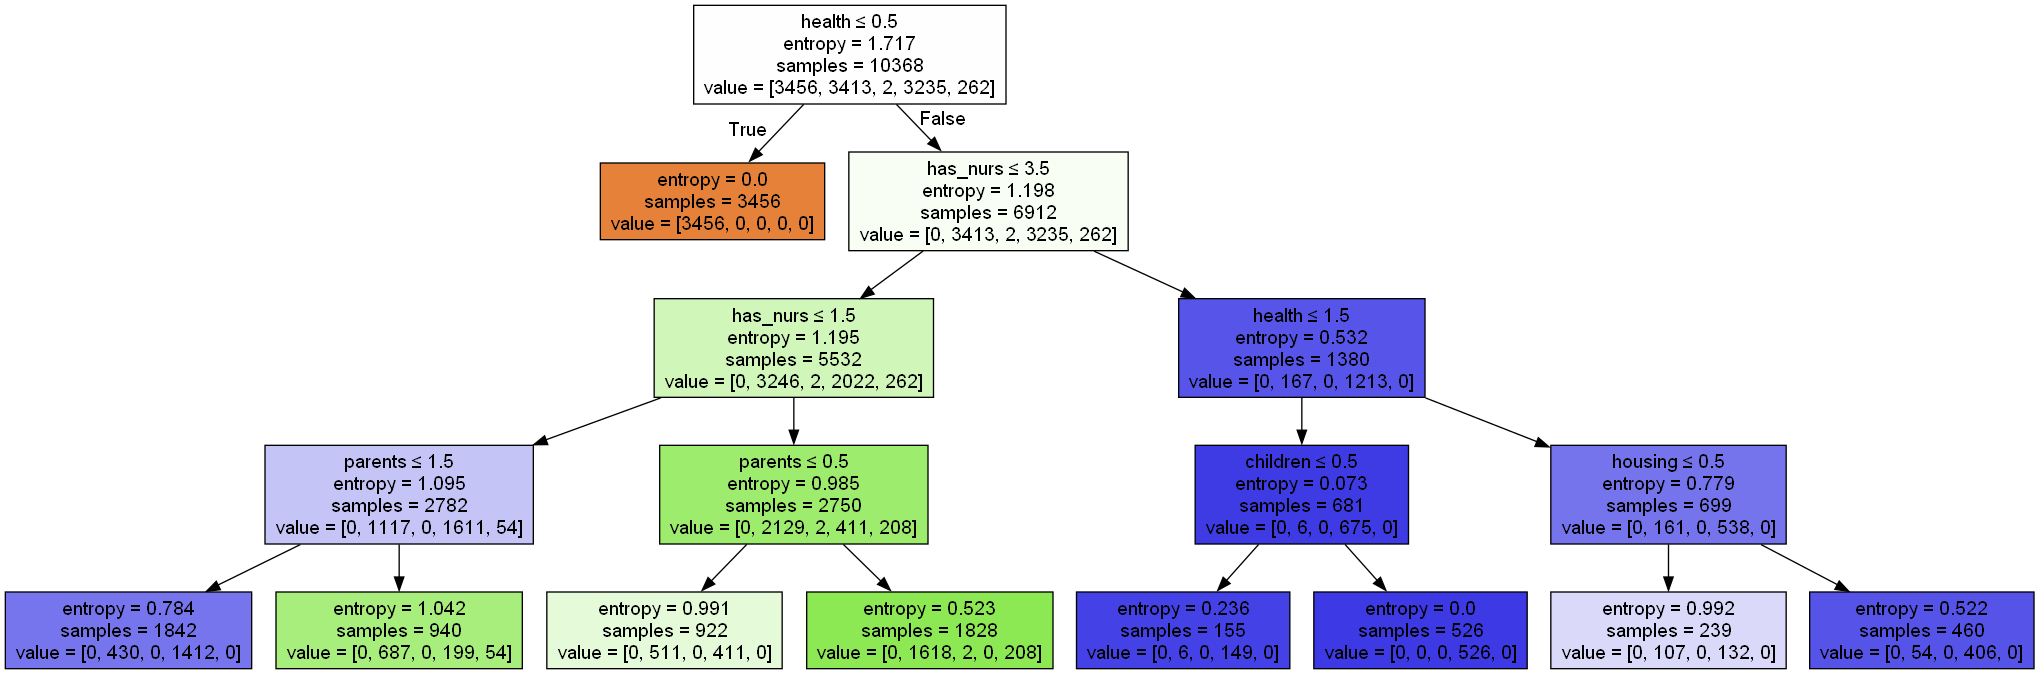 health ≤ 0.5
entropy = 1.717
samples = 10368
value = [3456, 3413, 2, 3235, 262]
True
False
entropy = 0.0
samples = 3456
value = [3456, 0, 0, 0, 0]
has_nurs ≤ 3.5
entropy = 1.198
samples = 6912
value = [0, 3413, 2, 3235, 262]
has_nurs ≤ 1.5
entropy = 1.195
samples = 5532
value = [0, 3246, 2, 2022, 262]
health ≤ 1.5
entropy = 0.532
samples = 1380
value = [0, 167, 0, 1213, 0]
parents ≤ 1.5
entropy = 1.095
samples = 2782
value = [0, 1117, 0, 1611, 54]
parents ≤ 0.5
entropy = 0.985
samples = 2750
value = [0, 2129, 2, 411, 208]
children ≤ 0.5
entropy = 0.073
samples = 681
value = [0, 6, 0, 675, 0]
housing ≤ 0.5
entropy = 0.779
samples = 699
value = [0, 161, 0, 538, 0]
entropy = 0.784
samples = 1842
value = [0, 430, 0, 1412, 0]
entropy = 1.042
samples = 940
value = [0, 687, 0, 199, 54]
entropy = 0.991
samples = 922
value = [0, 511, 0, 411, 0]
entropy = 0.523
samples = 1828
value = [0, 1618, 2, 0, 208]
entropy = 0.236
samples = 155
value = [0, 6, 0, 149, 0]
entropy = 0.0
samples = 526
value = [0, 0, 0, 526, 0]
entropy = 0.992
samples = 239
value = [0, 107, 0, 132, 0]
entropy = 0.522
samples = 460
value = [0, 54, 0, 406, 0]